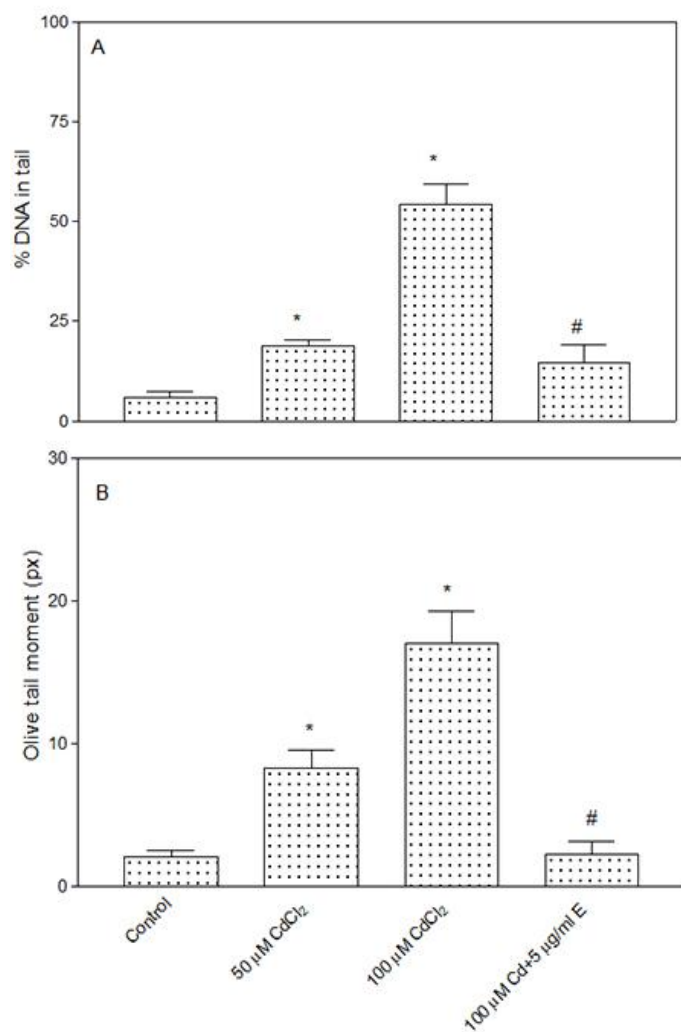 A
% DNA in tail
100
75
50
25
0
*
*
#
B
Olive tail moment (px)
30
20
10
0
*
*
#
Control
50 µM CdCl₂
100 µM CdCl₂
100 µM Cd+5 µg/ml E